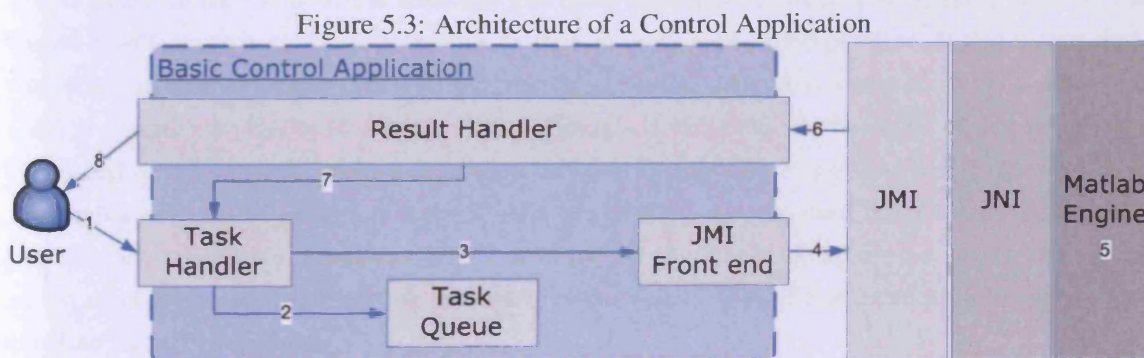 Figure 5.3: Architecture of a Control Application
Basic Control Application
Result Handler
6
8
7
JMI
JNI
Matlab
Engine
5
1
User
Task
Handler
3
JMI
Front end
4
2
Task
Queue